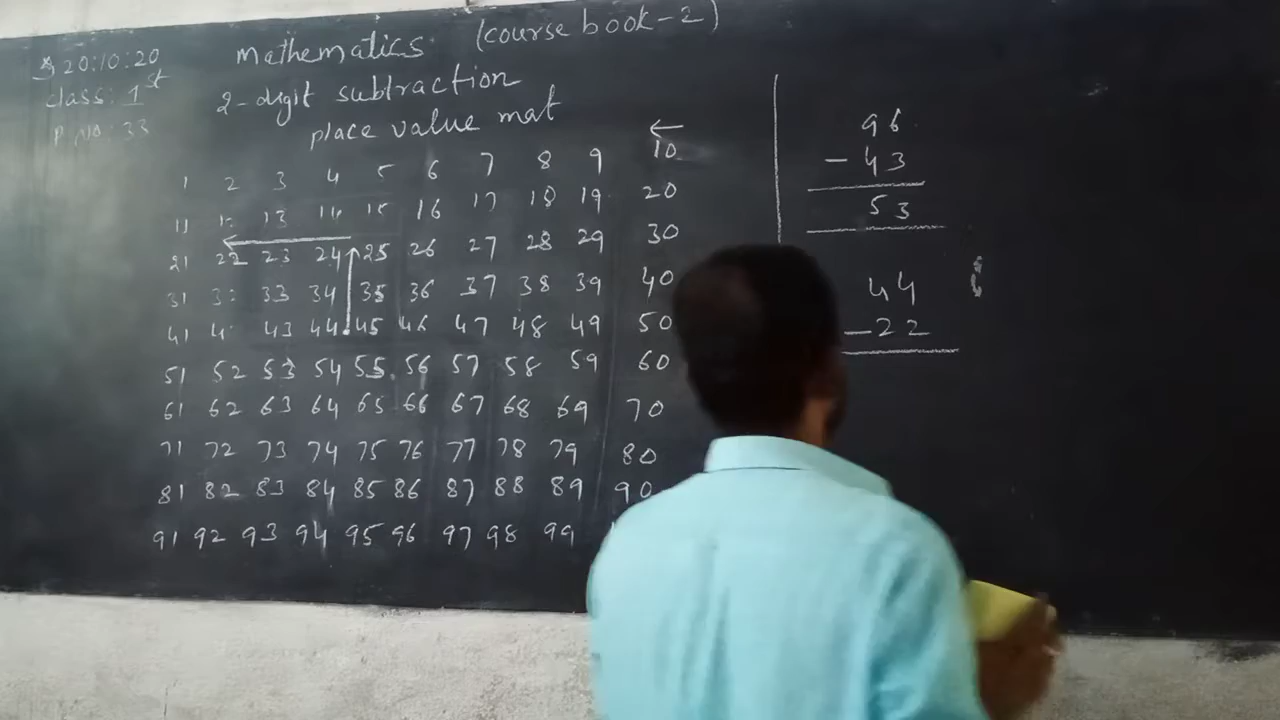 20:10:20
Mathematics (course book-2)
class: 1st
2-digit subtraction
P. No: 33
place value mat
1 2 3 4 5 6 7 8 9 10
11 13 14 15 16 17 18 19 20
21 22 23 24 25 26 27 28 29 30
31 33 34 35 36 37 38 39 40
41 43 44 45 46 47 48 49 50
51 52 53 54 55 56 57 58 59 60
61 62 63 64 65 66 67 68 69 70
71 72 73 74 75 76 77 78 79 80
81 82 83 84 85 86 87 88 89 90
91 92 93 94 95 96 97 98 99
96
- 43
53
44
- 22